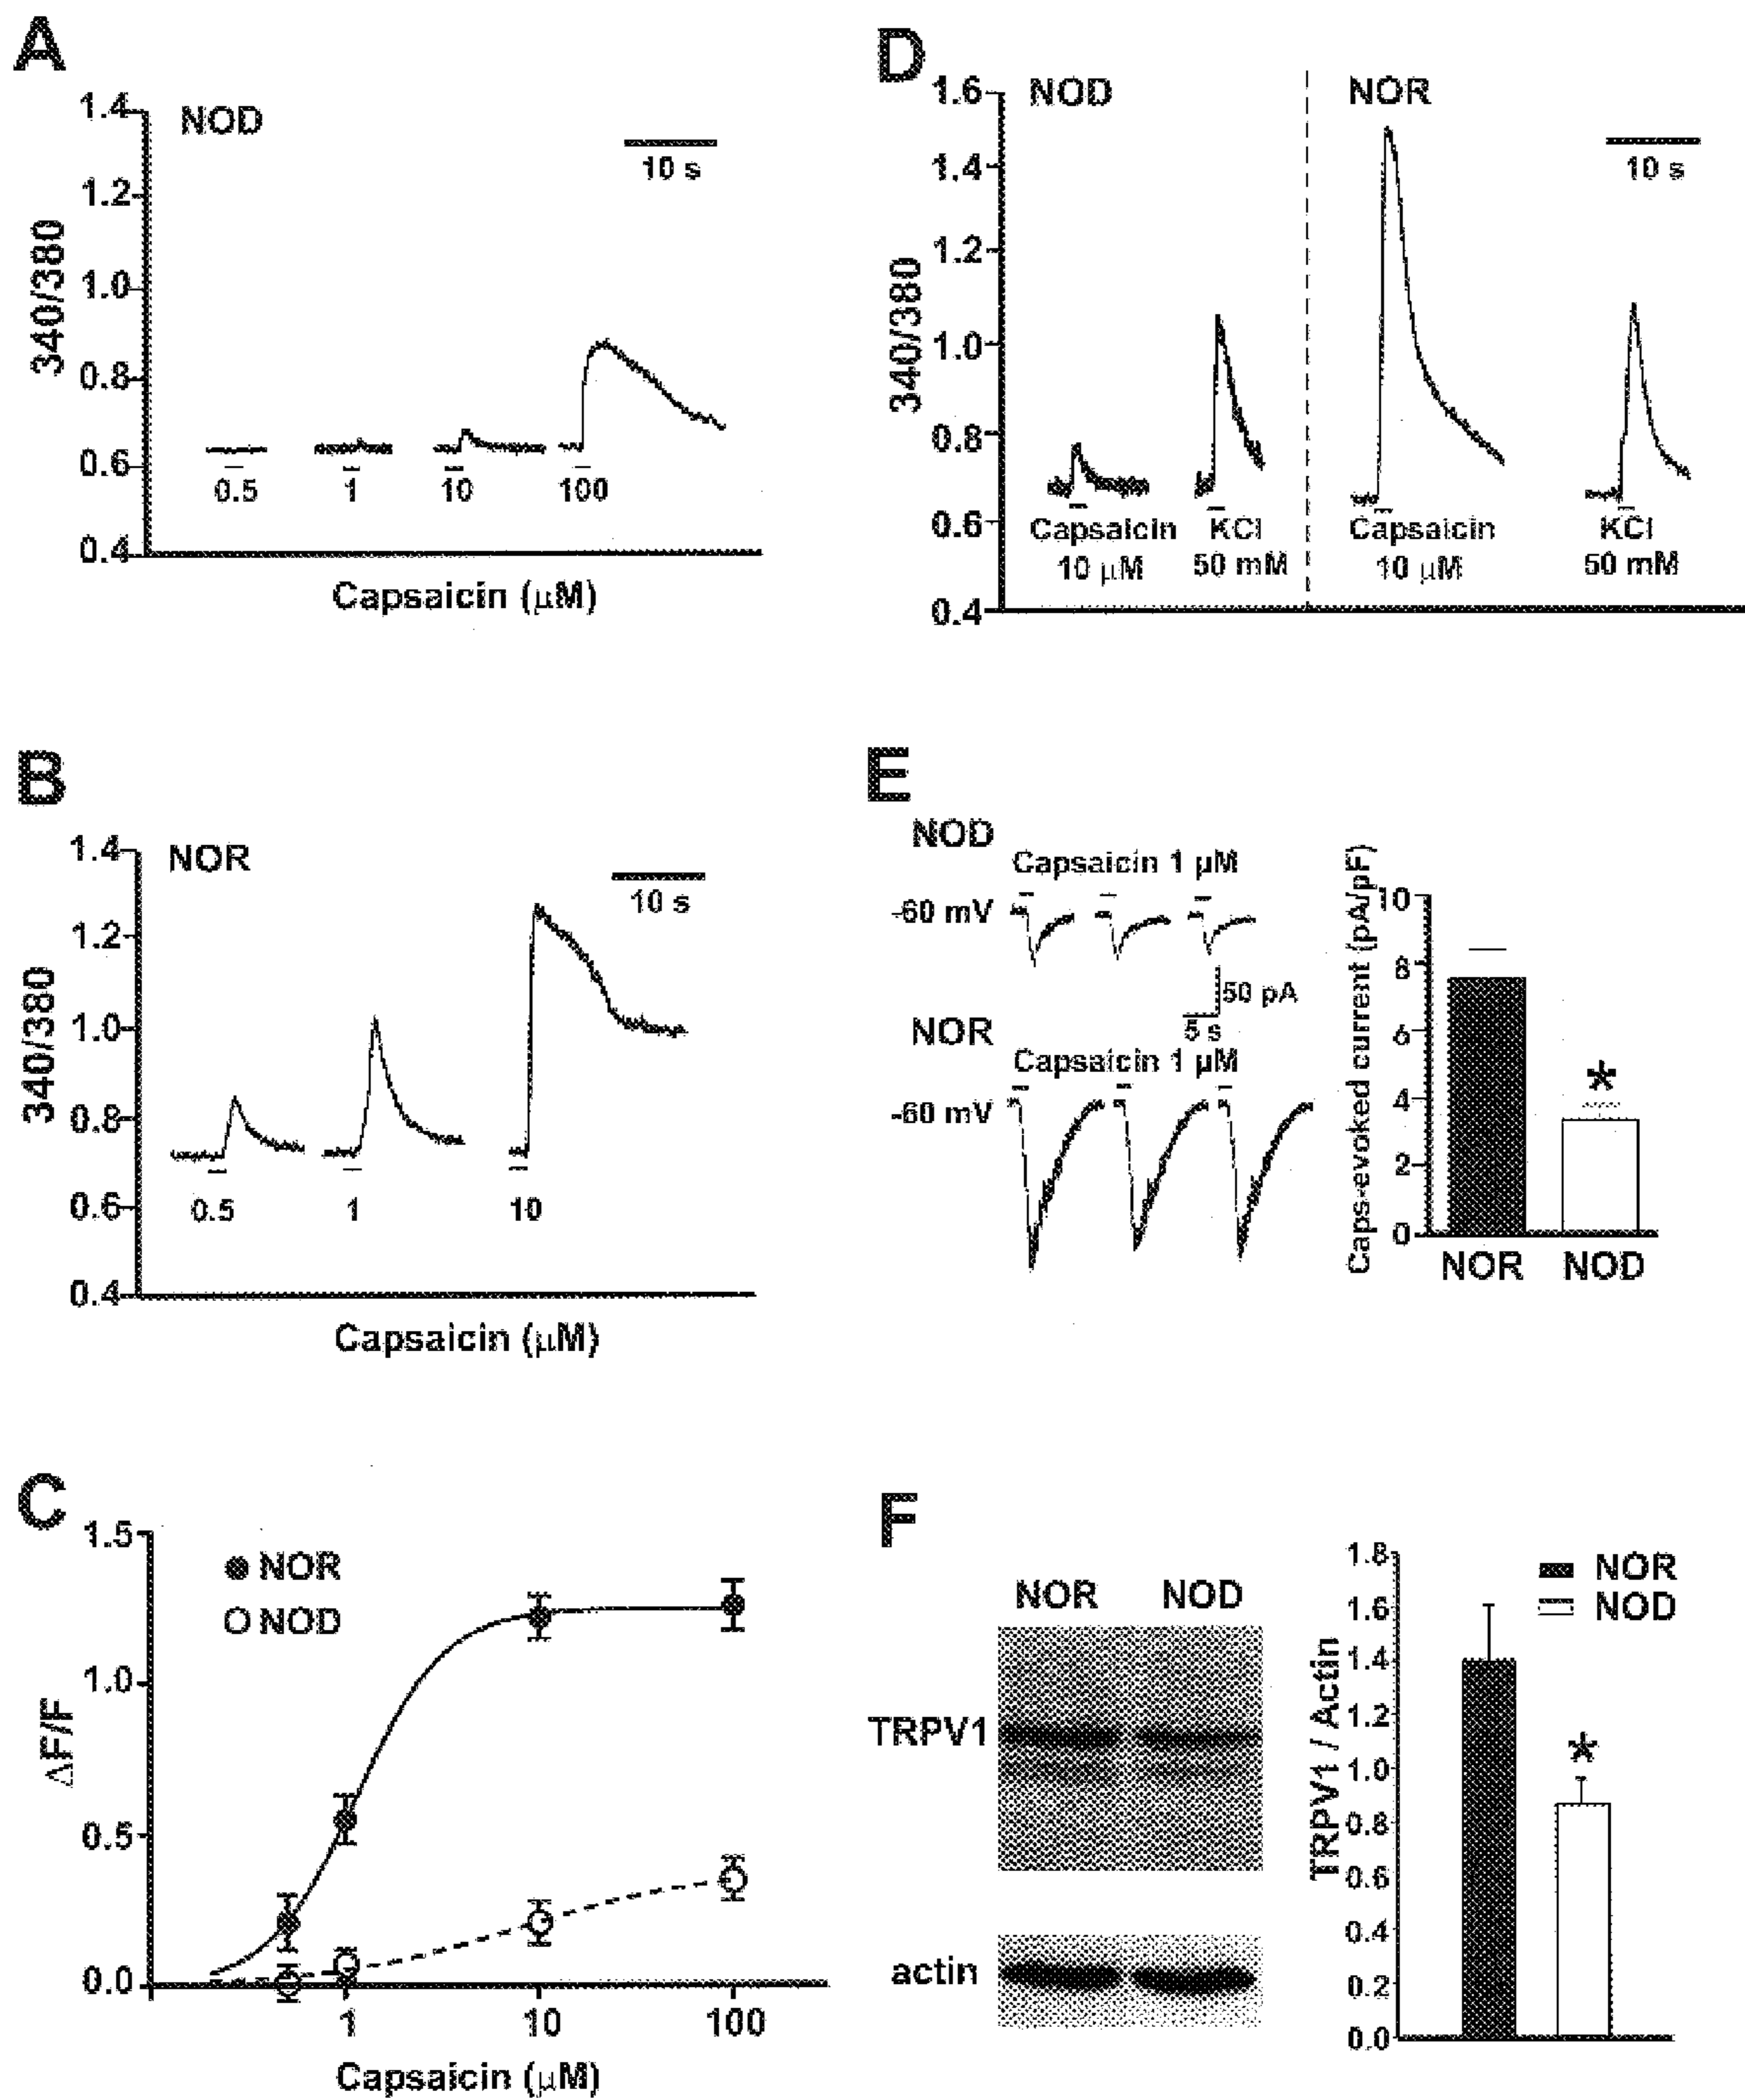 A
NOD
10 s
340/380
1.4
1.2
1.0
0.8
0.6
0.4
0.5
1
10
100
Capsaicin (µM)
B
NOR
10 s
340/380
1.4
1.2
1.0
0.8
0.6
0.4
0.5
1
10
Capsaicin (µM)
C
NOR
NOD
ΔF/F
1.5
1.0
0.5
0.0
1
10
100
Capsaicin (µM)
D
NOD
NOR
10 s
340/380
1.6
1.4
1.2
1.0
0.8
0.6
0.4
Capsaicin
10 µM
KCl
50 mM
Capsaicin
10 µM
KCl
50 mM
E
NOD
Capsaicin 1 µM
-60 mV
50 pA
5 s
NOR
Capsaicin 1 µM
-60 mV
Caps-evoked current (pA/pF)
10
8
6
4
2
0
*
NOR
NOD
F
NOR
NOD
TRPV1
actin
TRPV1 / Actin
1.8
1.6
1.4
1.2
1.0
0.8
0.6
0.4
0.2
0.0
NOR
NOD
*